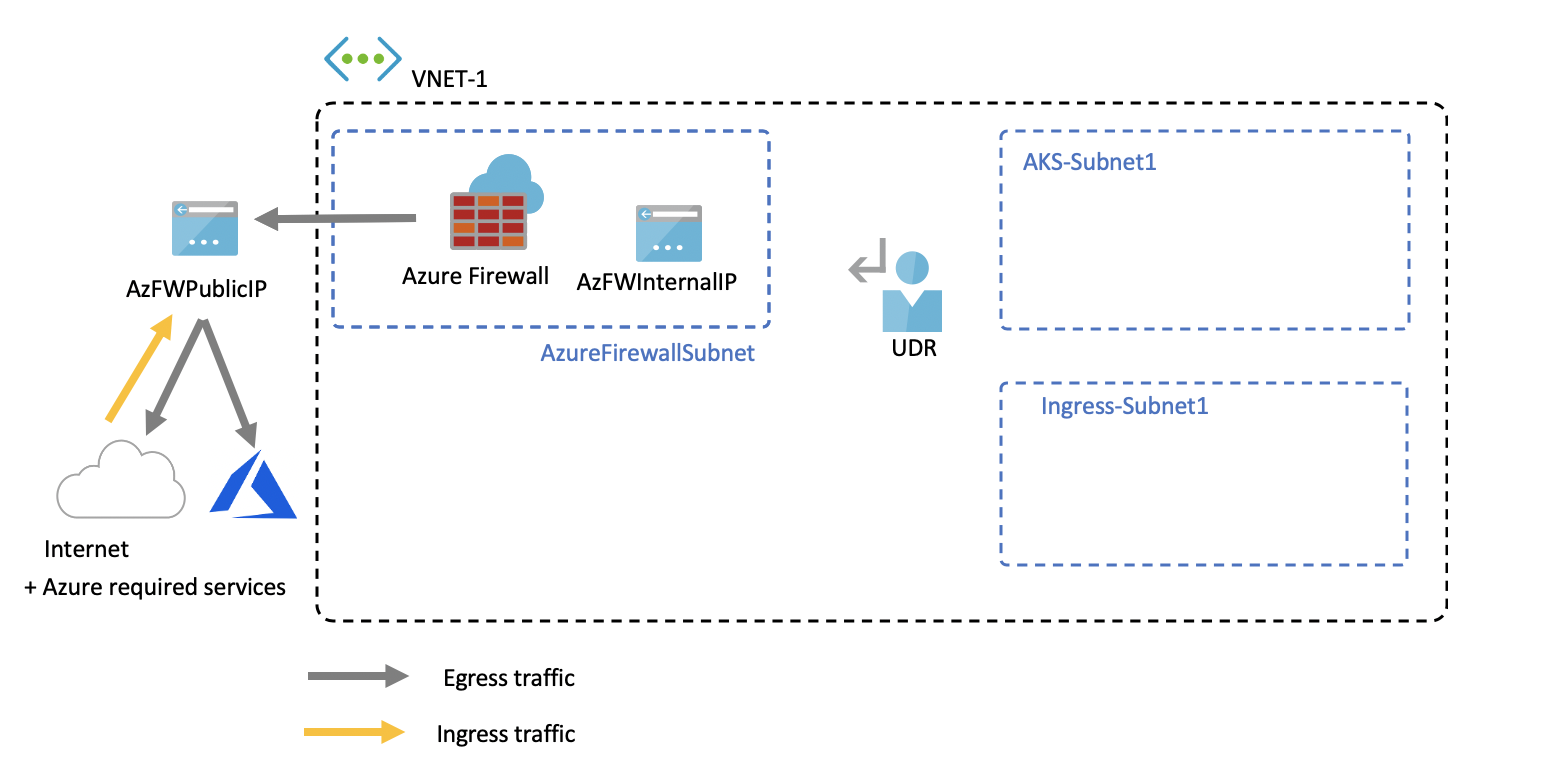 VNET-1
AKS-Subnet1
Azure Firewall
AzFWInternalIP
AzFWPublicIP
UDR
AzureFirewallSubnet
Ingress-Subnet1
Internet
+ Azure required services
Egress traffic
Ingress traffic